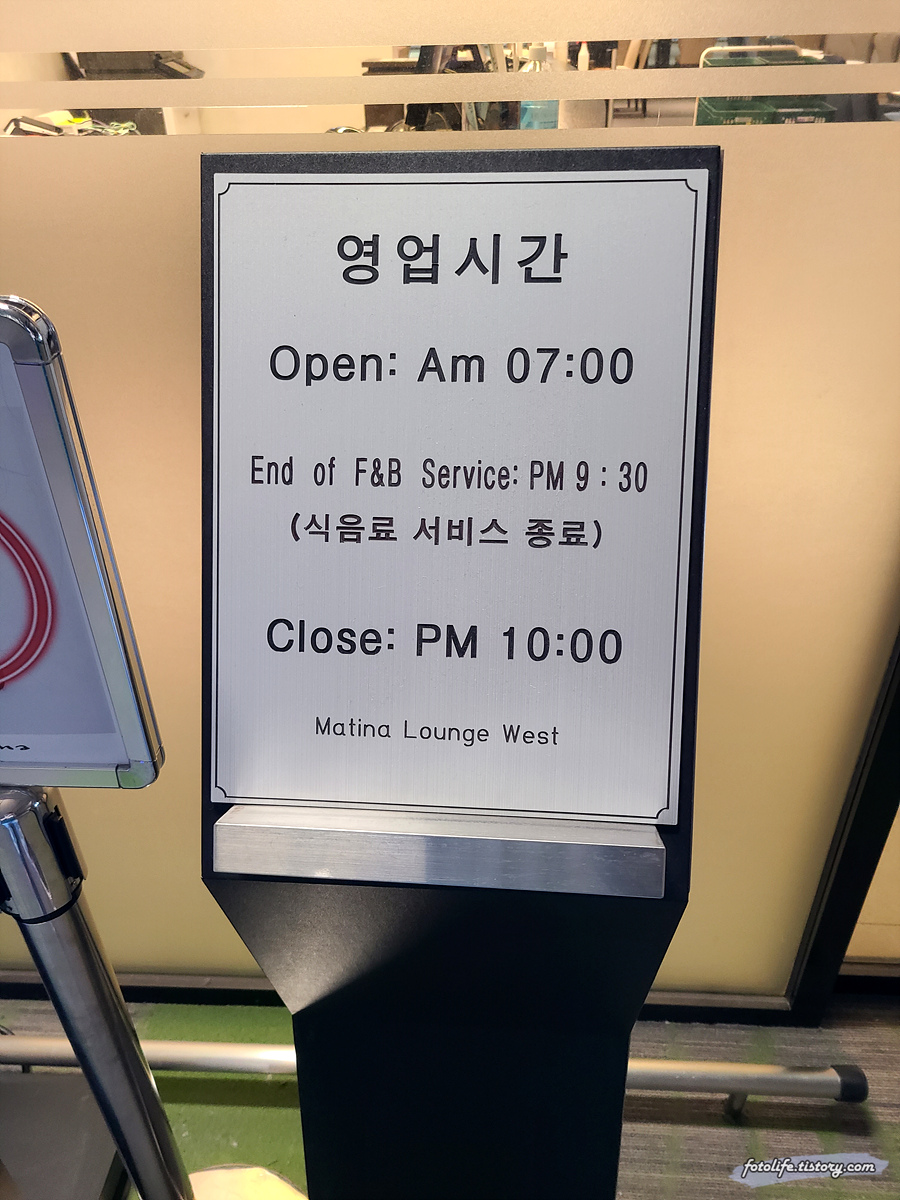 영업시간
Open: Am 07:00
End of F&B Service: PM 9 : 30
(식음료 서비스 종료)
Close: PM 10:00
Matina Lounge West
fotolife.tistory.com